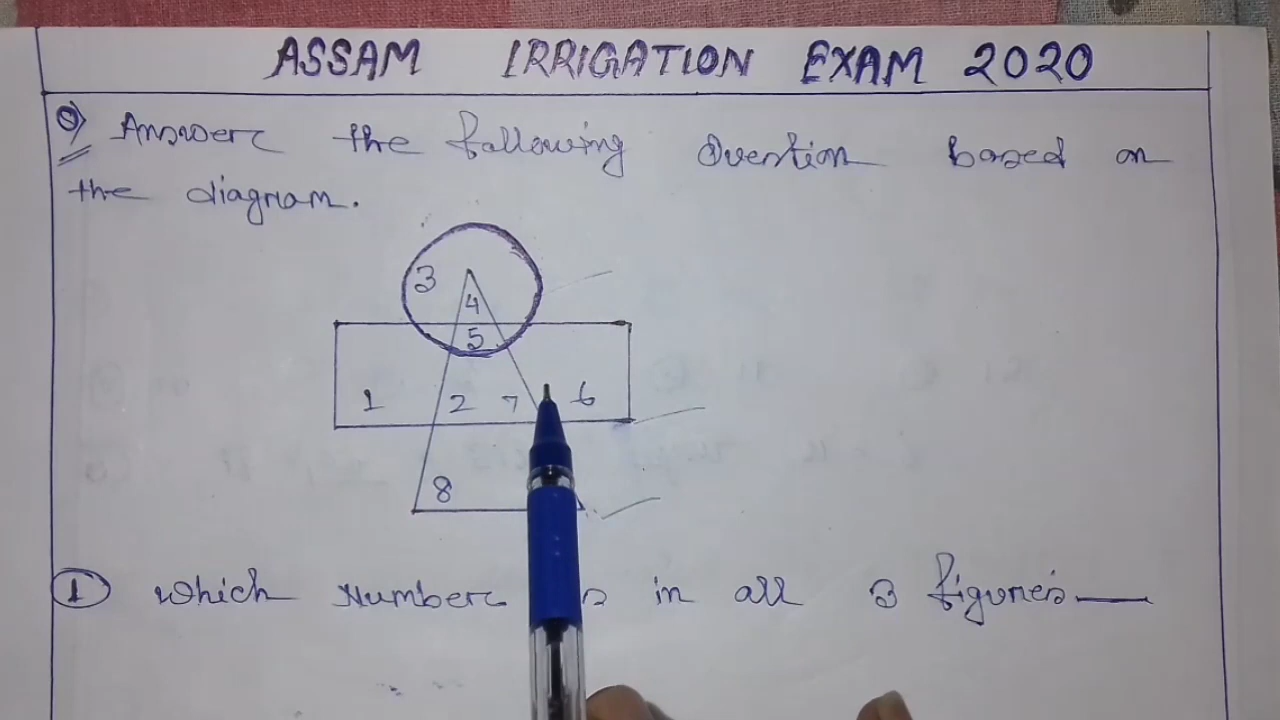 ASSAM IRRIGATION EXAM 2020
Q) Answer the following Question based on
the diagram.
3
4
5
1 2 7 6
8
1 which Number in all 3 figures